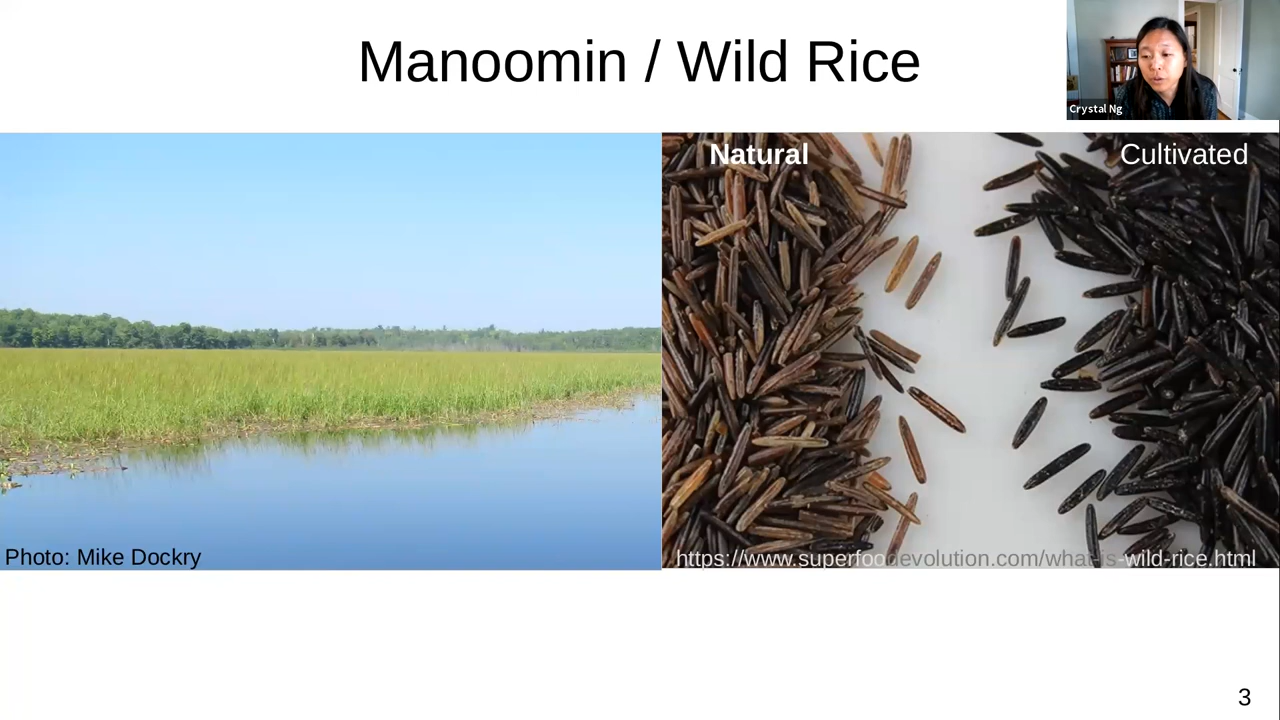 Manoomin / Wild Rice
Crystal Ng
Natural
Cultivated
Photo: Mike Dockry
https://www.superfoodevolution.com/what-is-wild-rice.html
3